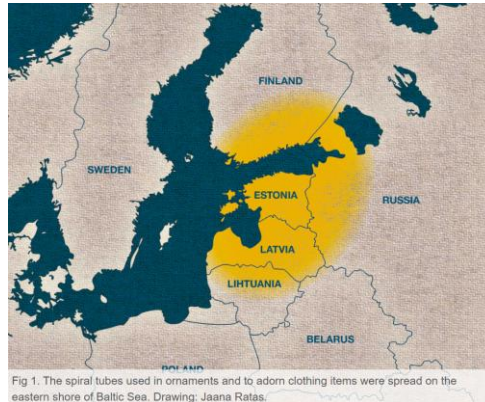 FINLAND
SWEDEN
ESTONIA
RUSSIA
LATVIA
LIHTUANIA
BELARUS
POLAND
Fig 1. The spiral tubes used in ornaments and to adorn clothing items were spread on the
eastern shore of Baltic Sea. Drawing: Jaana Ratas.